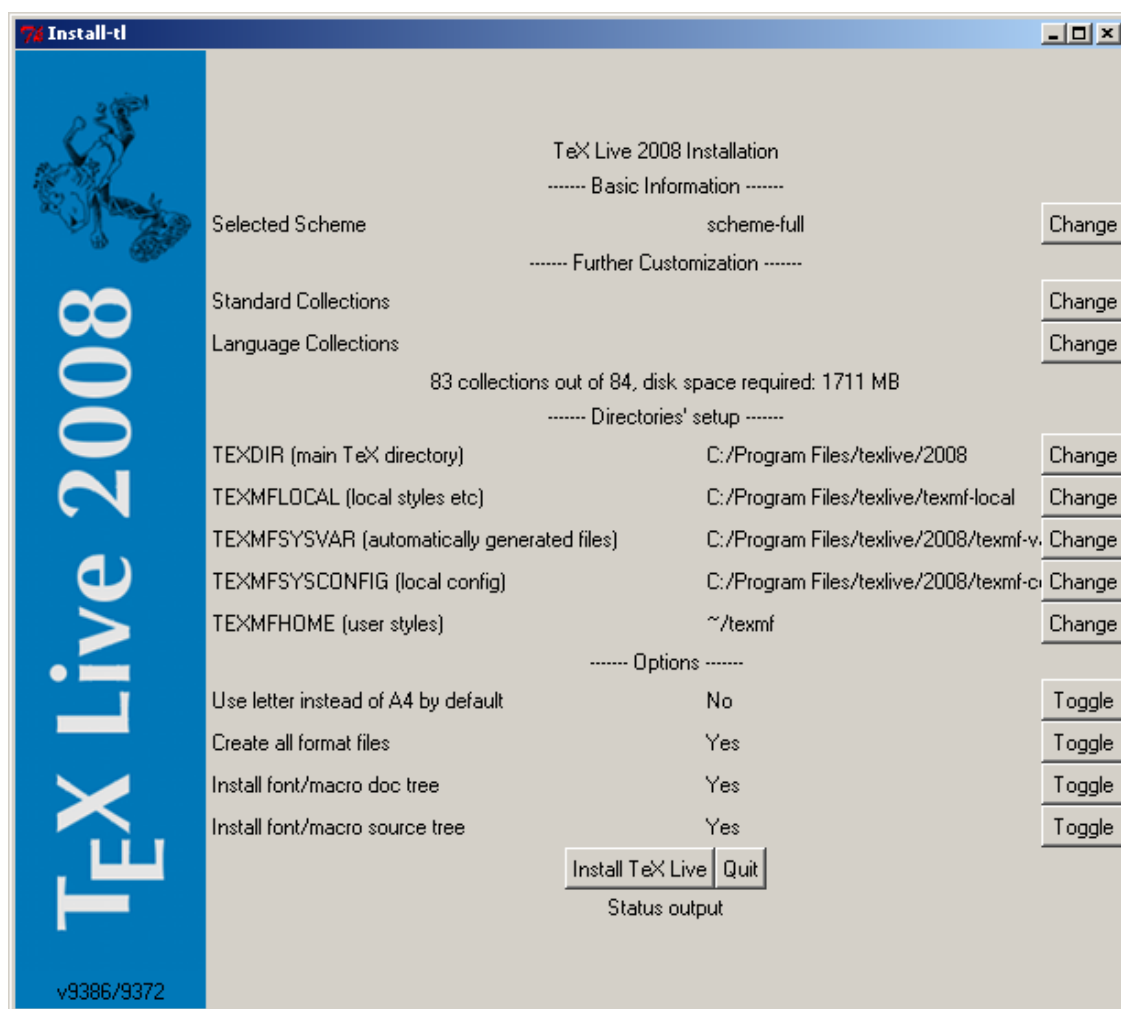 Install-tl
TeX Live 2008
v9386/9372
TeX Live 2008 Installation
------- Basic Information -------
Selected Scheme scheme-full Change
------- Further Customization -------
Standard Collections Change
Language Collections Change
83 collections out of 84, disk space required: 1711 MB
------- Directories' setup -------
TEXDIR (main TeX directory) C:/Program Files/texlive/2008 Change
TEXMFLOCAL (local styles etc) C:/Program Files/texlive/texmf-local Change
TEXMFSYSVAR (automatically generated files) C:/Program Files/texlive/2008/texmf-v Change
TEXMFSYSCONFIG (local config) C:/Program Files/texlive/2008/texmf-c Change
TEXMFHOME (user styles) ~/texmf Change
------- Options -------
Use letter instead of A4 by default No Toggle
Create all format files Yes Toggle
Install font/macro doc tree Yes Toggle
Install font/macro source tree Yes Toggle
Install TeX Live Quit
Status output